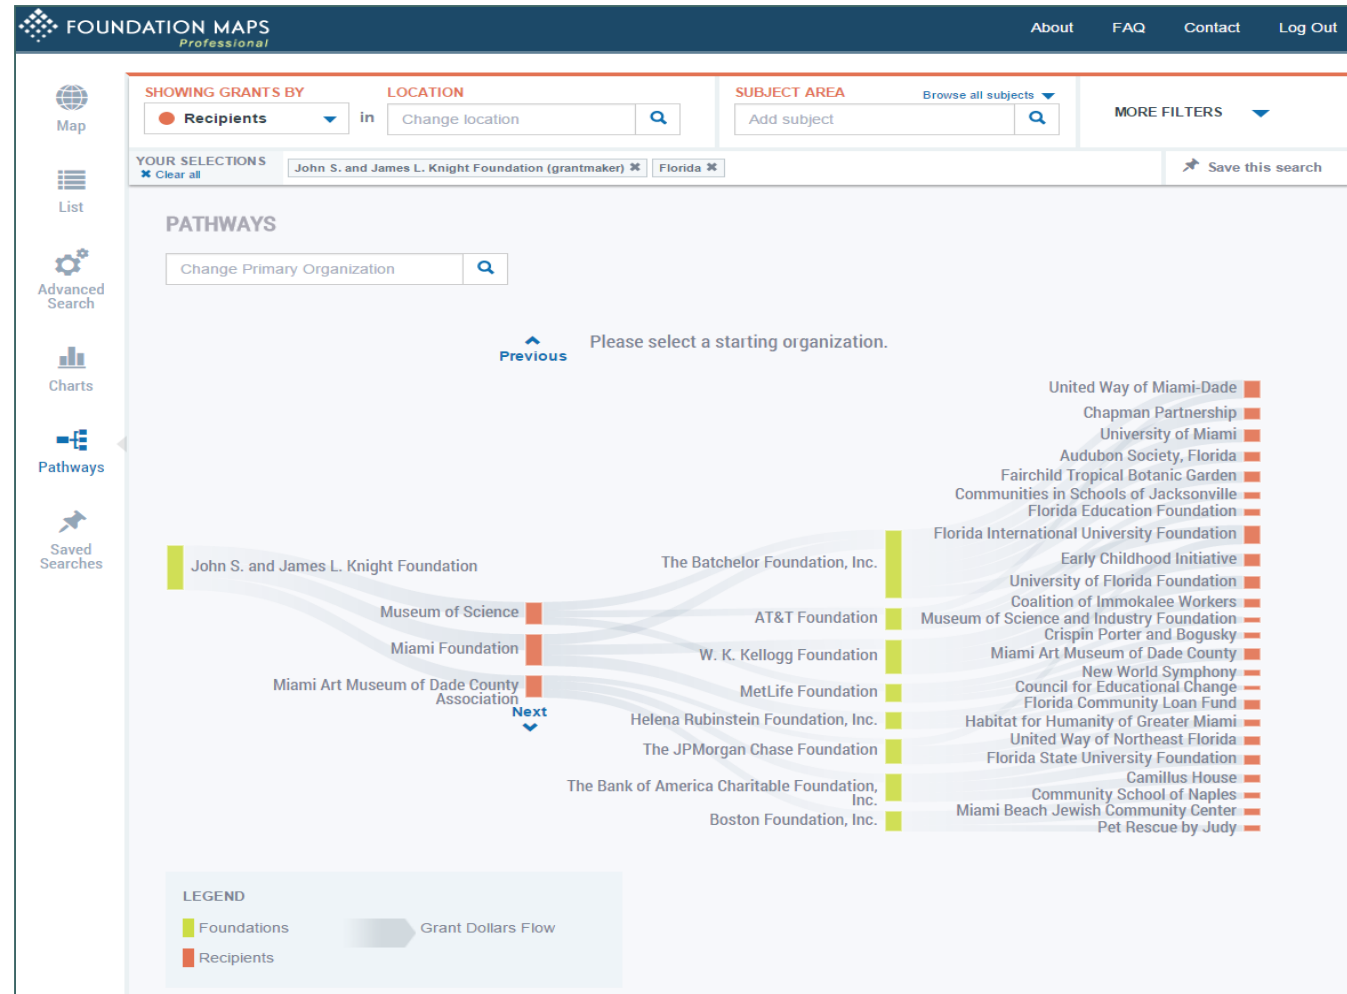 FOUNDATION MAPS
Professional
About FAQ Contact Log Out
Map
List
Advanced
Search
Charts
Pathways
Saved
Searches
SHOWING GRANTS BY
Recipients
in
LOCATION
Change location
SUBJECT AREA
Browse all subjects
Add subject
MORE FILTERS
YOUR SELECTIONS
Clear all
John S. and James L. Knight Foundation (grantmaker)
Florida
Save this search
PATHWAYS
Change Primary Organization
Previous
Please select a starting organization.
John S. and James L. Knight Foundation
Museum of Science
Miami Foundation
Miami Art Museum of Dade County
Association
Next
The Batchelor Foundation, Inc.
AT&T Foundation
W. K. Kellogg Foundation
MetLife Foundation
Helena Rubinstein Foundation, Inc.
The JPMorgan Chase Foundation
The Bank of America Charitable Foundation,
Inc.
Boston Foundation, Inc.
United Way of Miami-Dade
Chapman Partnership
University of Miami
Audubon Society, Florida
Fairchild Tropical Botanic Garden
Communities in Schools of Jacksonville
Florida Education Foundation
Florida International University Foundation
Early Childhood Initiative
University of Florida Foundation
Coalition of Immokalee Workers
Museum of Science and Industry Foundation
Crispin Porter and Bogusky
Miami Art Museum of Dade County
New World Symphony
Council for Educational Change
Florida Community Loan Fund
Habitat for Humanity of Greater Miami
United Way of Northeast Florida
Florida State University Foundation
Camillus House
Community School of Naples
Miami Beach Jewish Community Center
Pet Rescue by Judy
LEGEND
Foundations
Grant Dollars Flow
Recipients